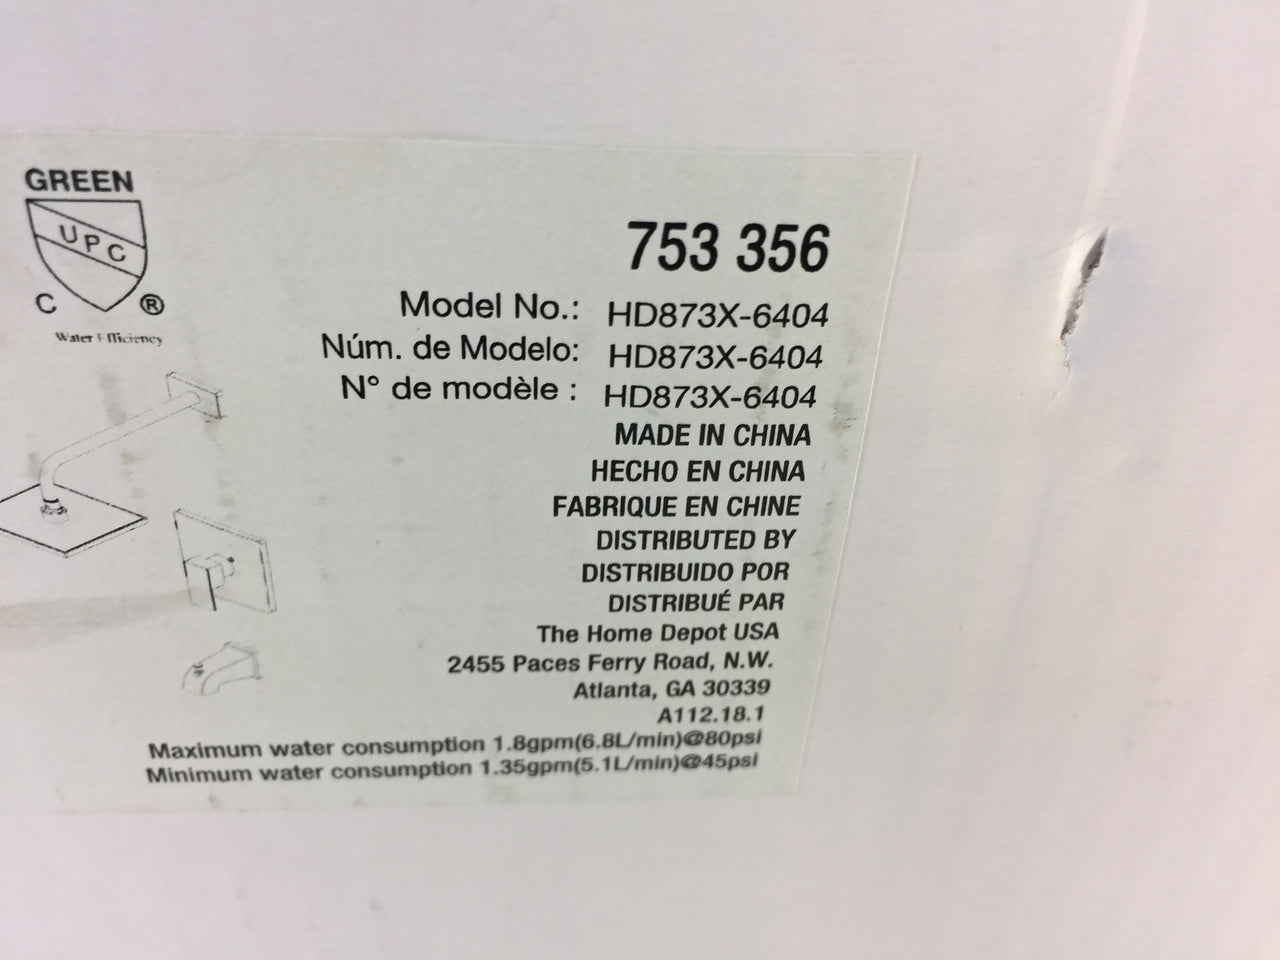 GREEN
UPC
C ®
Water Efficiency
753 356
Model No.: HD873X-6404
Núm. de Modelo: HD873X-6404
N° de modèle : HD873X-6404
MADE IN CHINA
HECHO EN CHINA
FABRIQUE EN CHINE
DISTRIBUTED BY
DISTRIBUIDO POR
DISTRIBUÉ PAR
The Home Depot USA
2455 Paces Ferry Road, N.W.
Atlanta, GA 30339
A112.18.1
Maximum water consumption 1.8gpm(6.8L/min)@80psi
Minimum water consumption 1.35gpm(5.1L/min)@45psi